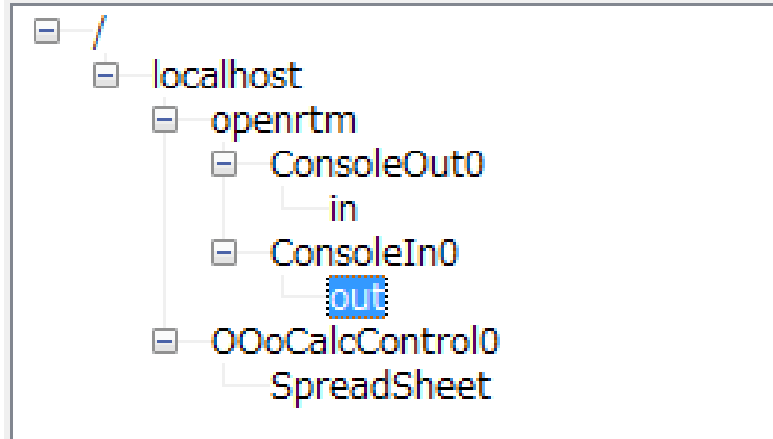 /
localhost
openrtm
ConsoleOut0
in
ConsoleIn0
out
OOoCalcControl0
SpreadSheet